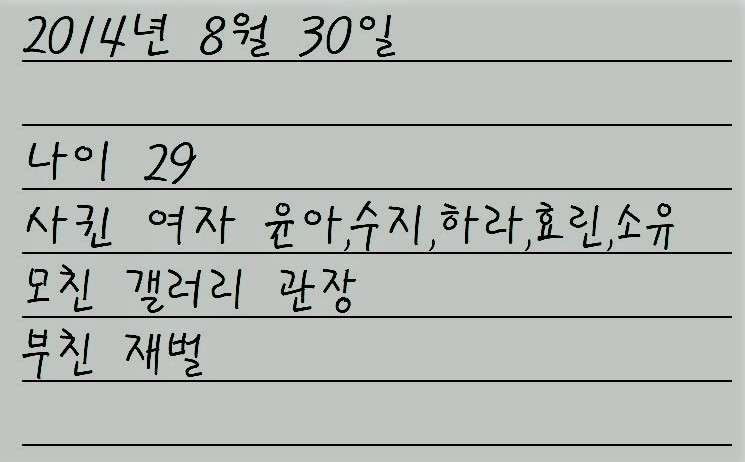 2014년 8월 30일
나이 29
사귄 여자 윤아,수지,하라,효린,소유
모친 갤러리 관장
부친 재벌